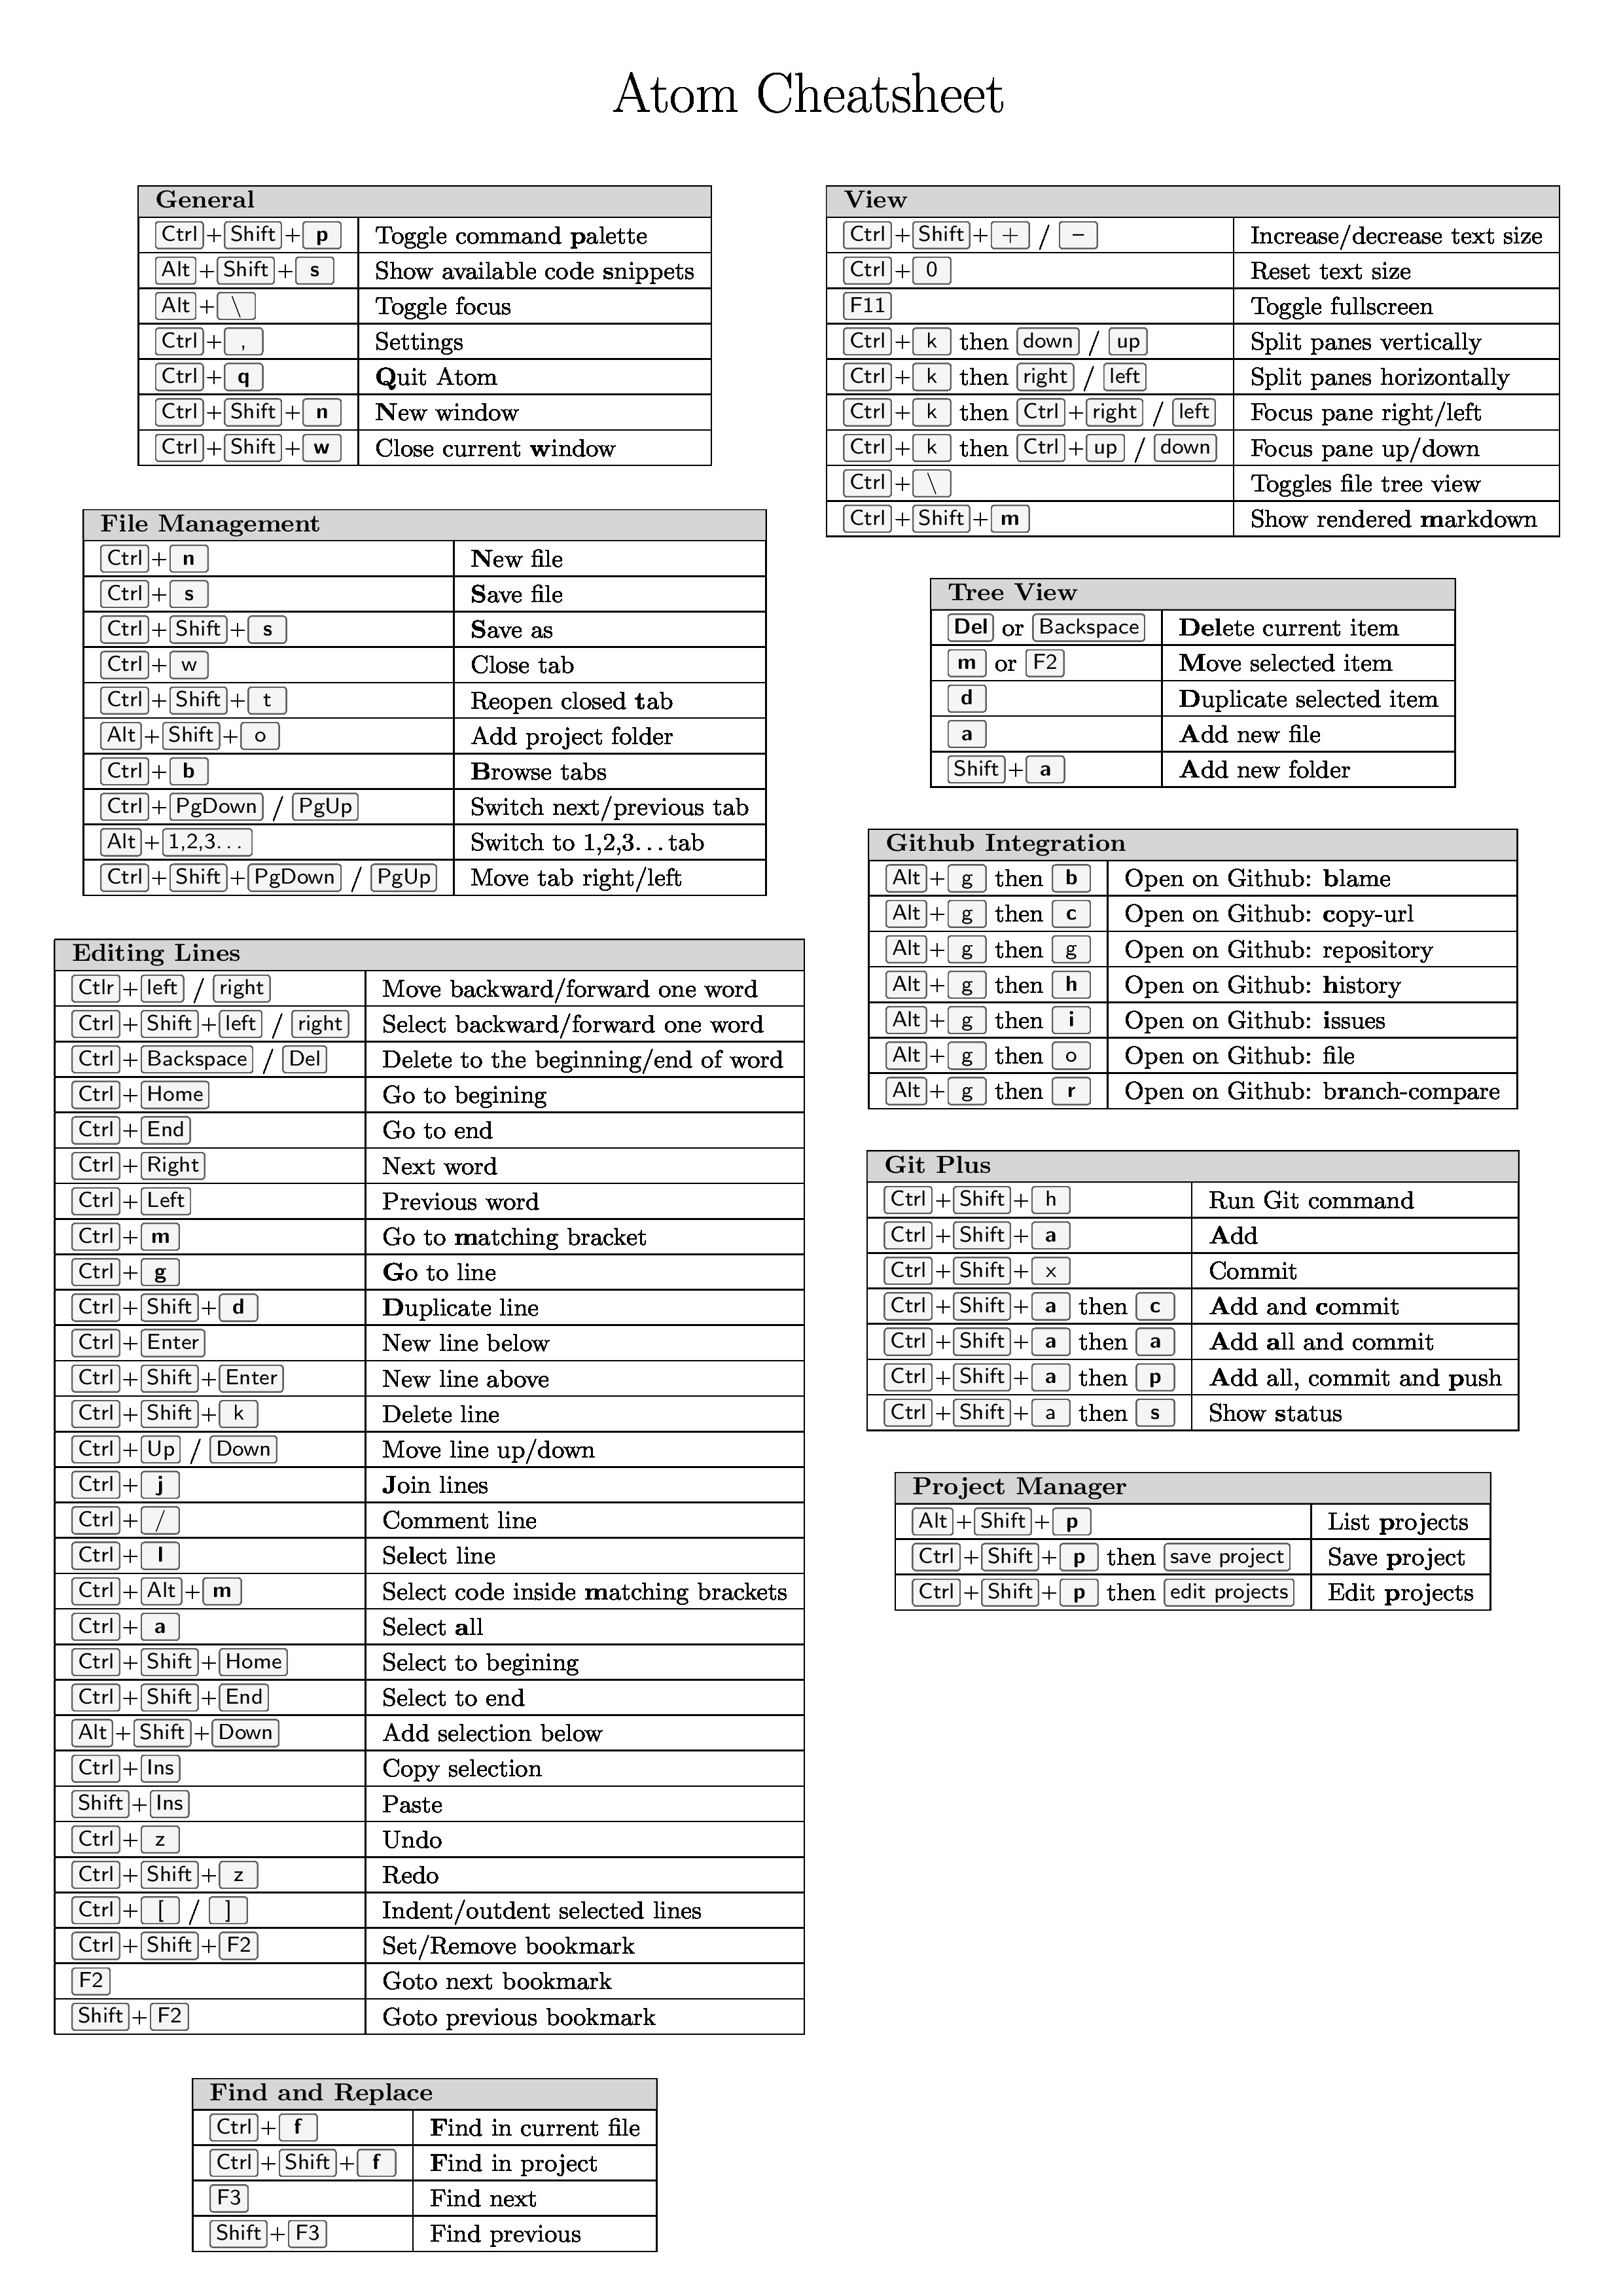 Atom Cheatsheet
General
Ctrl+Shift+p Toggle command palette
Alt+Shift+s Show available code snippets
Alt+\ Toggle focus
Ctrl+, Settings
Ctrl+q Quit Atom
Ctrl+Shift+n New window
Ctrl+Shift+w Close current window
File Management
Ctrl+n New file
Ctrl+s Save file
Ctrl+Shift+s Save as
Ctrl+w Close tab
Ctrl+Shift+t Reopen closed tab
Alt+Shift+o Add project folder
Ctrl+b Browse tabs
Ctrl+PgDown / PgUp Switch next/previous tab
Alt+1,2,3... Switch to 1,2,3...tab
Ctrl+Shift+PgDown / PgUp Move tab right/left
Editing Lines
Ctlr+left / right Move backward/forward one word
Ctrl+Shift+left / right Select backward/forward one word
Ctrl+Backspace / Del Delete to the beginning/end of word
Ctrl+Home Go to begining
Ctrl+End Go to end
Ctrl+Right Next word
Ctrl+Left Previous word
Ctrl+m Go to matching bracket
Ctrl+g Go to line
Ctrl+Shift+d Duplicate line
Ctrl+Enter New line below
Ctrl+Shift+Enter New line above
Ctrl+Shift+k Delete line
Ctrl+Up / Down Move line up/down
Ctrl+j Join lines
Ctrl+/ Comment line
Ctrl+l Select line
Ctrl+Alt+m Select code inside matching brackets
Ctrl+a Select all
Ctrl+Shift+Home Select to begining
Ctrl+Shift+End Select to end
Alt+Shift+Down Add selection below
Ctrl+Ins Copy selection
Shift+Ins Paste
Ctrl+z Undo
Ctrl+Shift+z Redo
Ctrl+[ / ] Indent/outdent selected lines
Ctrl+Shift+F2 Set/Remove bookmark
F2 Goto next bookmark
Shift+F2 Goto previous bookmark
Find and Replace
Ctrl+f Find in current file
Ctrl+Shift+f Find in project
F3 Find next
Shift+F3 Find previous
View
Ctrl+Shift++ / − Increase/decrease text size
Ctrl+0 Reset text size
F11 Toggle fullscreen
Ctrl+k then down / up Split panes vertically
Ctrl+k then right / left Split panes horizontally
Ctrl+k then Ctrl+right / left Focus pane right/left
Ctrl+k then Ctrl+up / down Focus pane up/down
Ctrl+\ Toggles file tree view
Ctrl+Shift+m Show rendered markdown
Tree View
Del or Backspace Delete current item
m or F2 Move selected item
d Duplicate selected item
a Add new file
Shift+a Add new folder
Github Integration
Alt+g then b Open on Github: blame
Alt+g then c Open on Github: copy-url
Alt+g then g Open on Github: repository
Alt+g then h Open on Github: history
Alt+g then i Open on Github: issues
Alt+g then o Open on Github: file
Alt+g then r Open on Github: branch-compare
Git Plus
Ctrl+Shift+h Run Git command
Ctrl+Shift+a Add
Ctrl+Shift+x Commit
Ctrl+Shift+a then c Add and commit
Ctrl+Shift+a then a Add all and commit
Ctrl+Shift+a then p Add all, commit and push
Ctrl+Shift+a then s Show status
Project Manager
Alt+Shift+p List projects
Ctrl+Shift+p then save project Save project
Ctrl+Shift+p then edit projects Edit projects